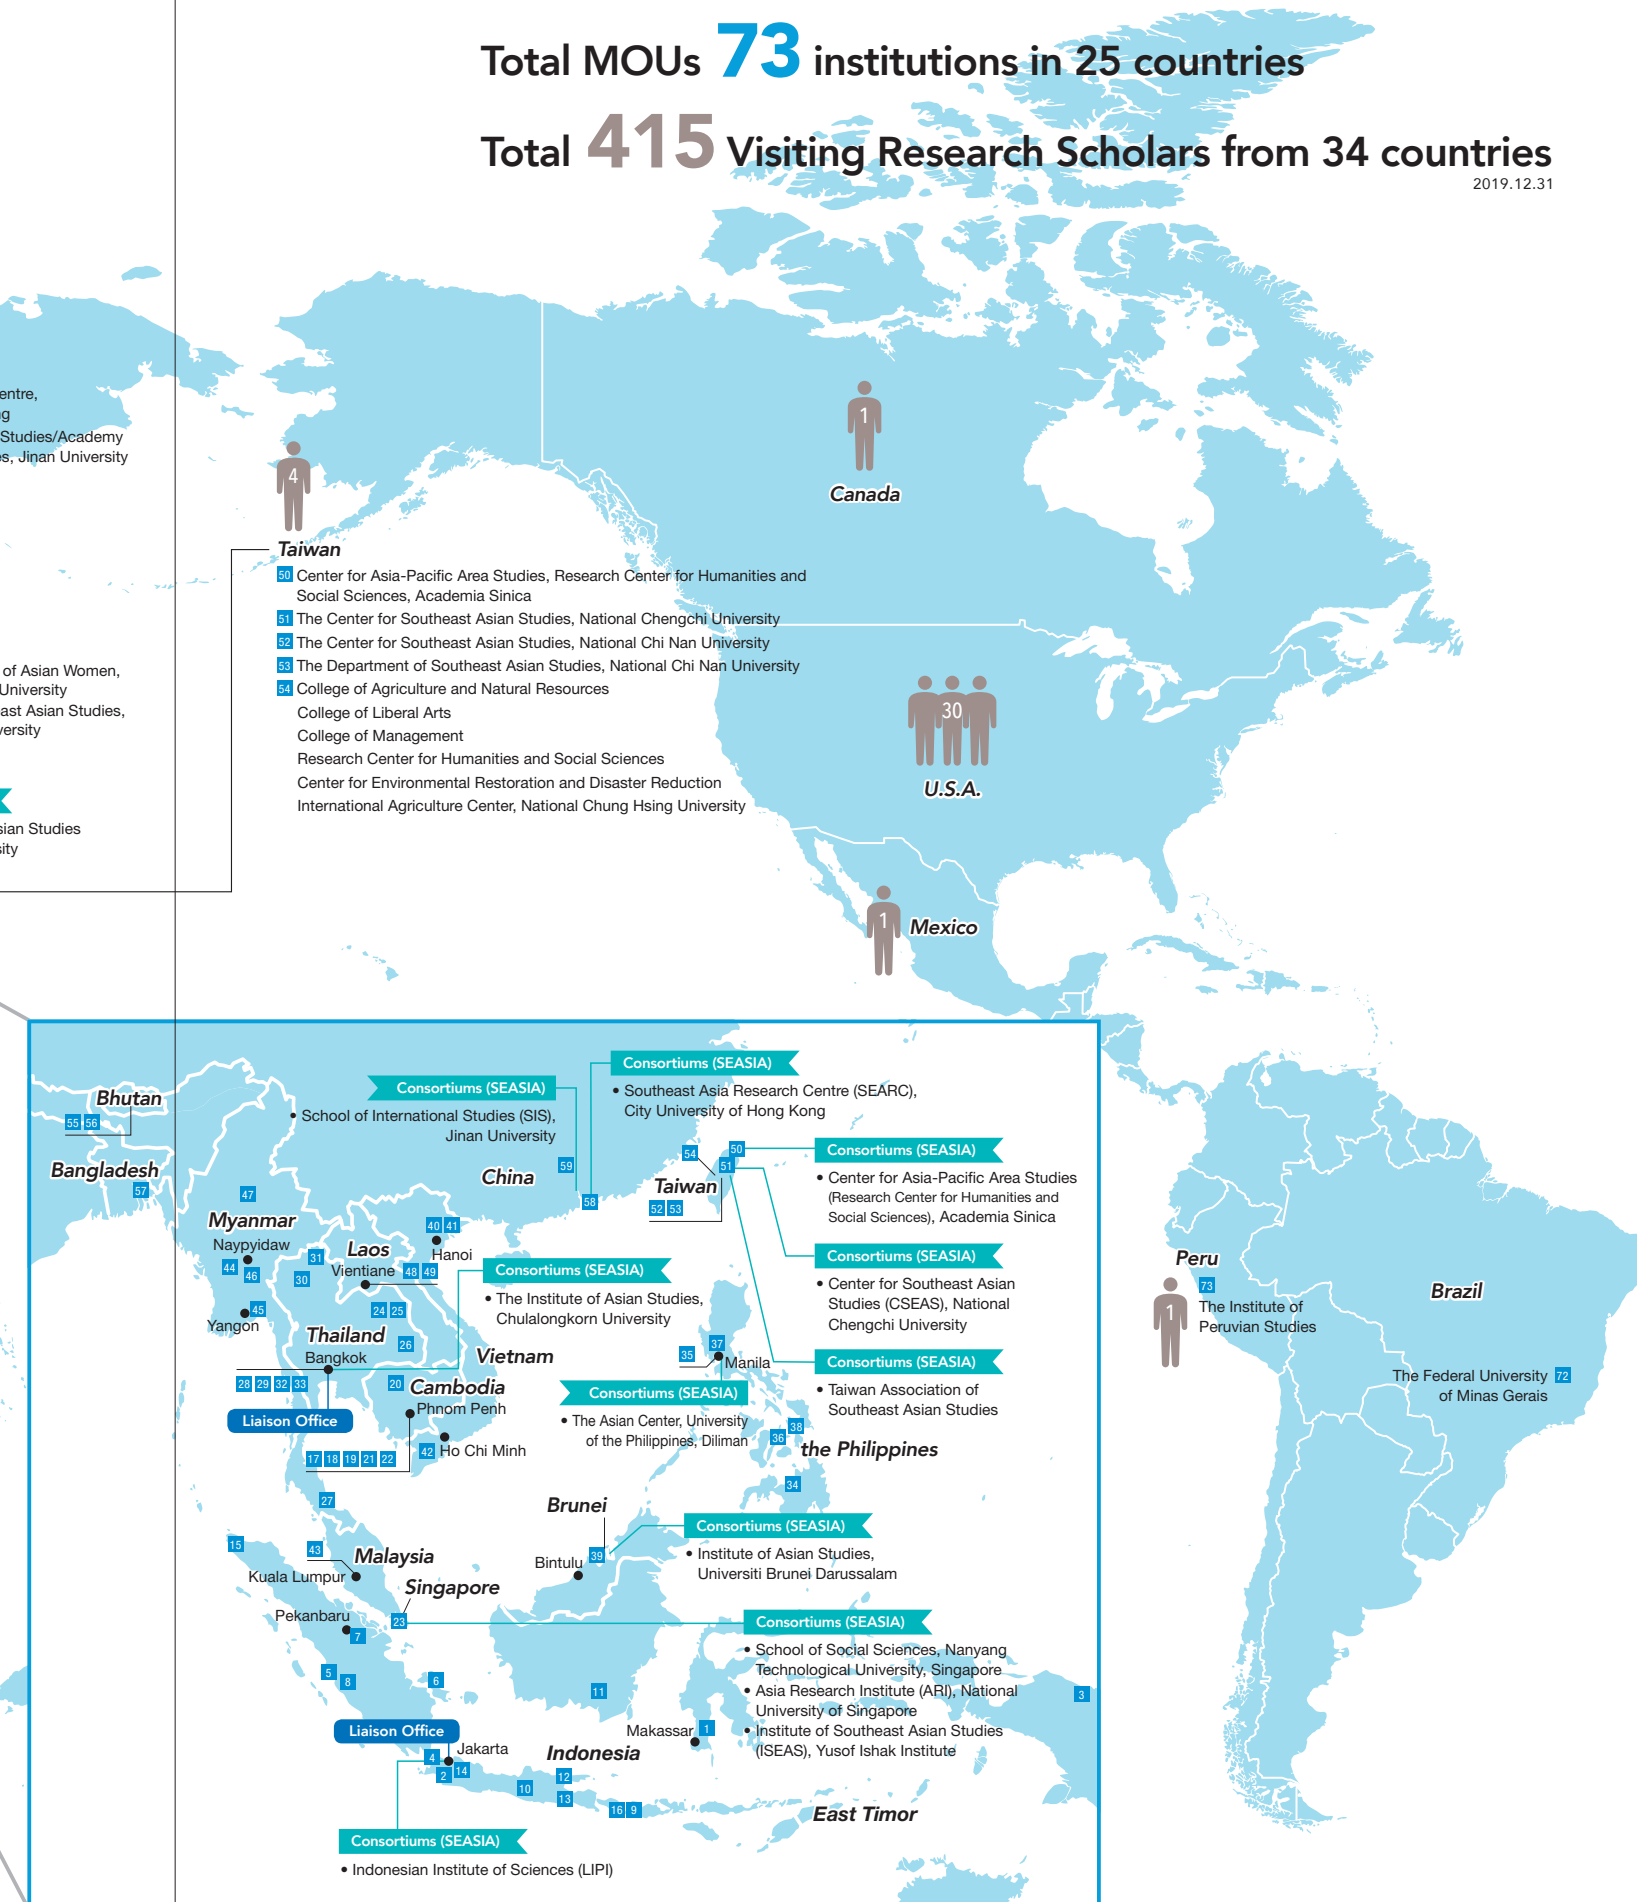 Total MOUs 73 institutions in 25 countries
Total 415 Visiting Research Scholars from 34 countries
2019.12.31
Studies/Academy
Jinan University
of Asian Women,
University
Asian Studies,
Studies
1
Canada
4
Taiwan
50 Center for Asia-Pacific Area Studies, Research Center for Humanities and
Social Sciences, Academia Sinica
51 The Center for Southeast Asian Studies, National Chengchi University
52 The Center for Southeast Asian Studies, National Chi Nan University
53 The Department of Southeast Asian Studies, National Chi Nan University
54 College of Agriculture and Natural Resources
College of Liberal Arts
College of Management
Research Center for Humanities and Social Sciences
Center for Environmental Restoration and Disaster Reduction
International Agriculture Center, National Chung Hsing University
30
U.S.A.
1
Mexico
Consortiums (SEASIA)
• Southeast Asia Research Centre (SEARC),
City University of Hong Kong
Consortiums (SEASIA)
• School of International Studies (SIS),
Jinan University
Bhutan
55 56
Bangladesh
57
China
59
58
54
50
51
Taiwan
52 53
Consortiums (SEASIA)
• Center for Asia-Pacific Area Studies
(Research Center for Humanities and
Social Sciences), Academia Sinica
Consortiums (SEASIA)
• Center for Southeast Asian
Studies (CSEAS), National
Chengchi University
Consortiums (SEASIA)
• Taiwan Association of
Southeast Asian Studies
47
Myanmar
Naypyidaw
44
46
45
Yangon
31
30
40 41
Hanoi
Laos
Vientiane
48 49
24 25
26
Consortiums (SEASIA)
• The Institute of Asian Studies,
Chulalongkorn University
Thailand
Bangkok
28 29 32 33
Liaison Office
Vietnam
20
Cambodia
Phnom Penh
42
Ho Chi Minh
17 18 19 21 22
27
35
37
Manila
Consortiums (SEASIA)
• The Asian Center, University
of the Philippines, Diliman
38
36
the Philippines
34
Brunei
39
Bintulu
Consortiums (SEASIA)
• Institute of Asian Studies,
Universiti Brunei Darussalam
15
43
Malaysia
Kuala Lumpur
Singapore
23
Consortiums (SEASIA)
• School of Social Sciences, Nanyang
Technological University, Singapore
• Asia Research Institute (ARI), National
University of Singapore
• Institute of Southeast Asian Studies
(ISEAS), Yusof Ishak Institute
Pekanbaru
7
5
8
6
11
3
Makassar
1
Liaison Office
Jakarta
4
2
14
Indonesia
10
12
13
16 9
East Timor
Consortiums (SEASIA)
• Indonesian Institute of Sciences (LIPI)
Peru
73
1
The Institute of
Peruvian Studies
Brazil
The Federal University 72
of Minas Gerais